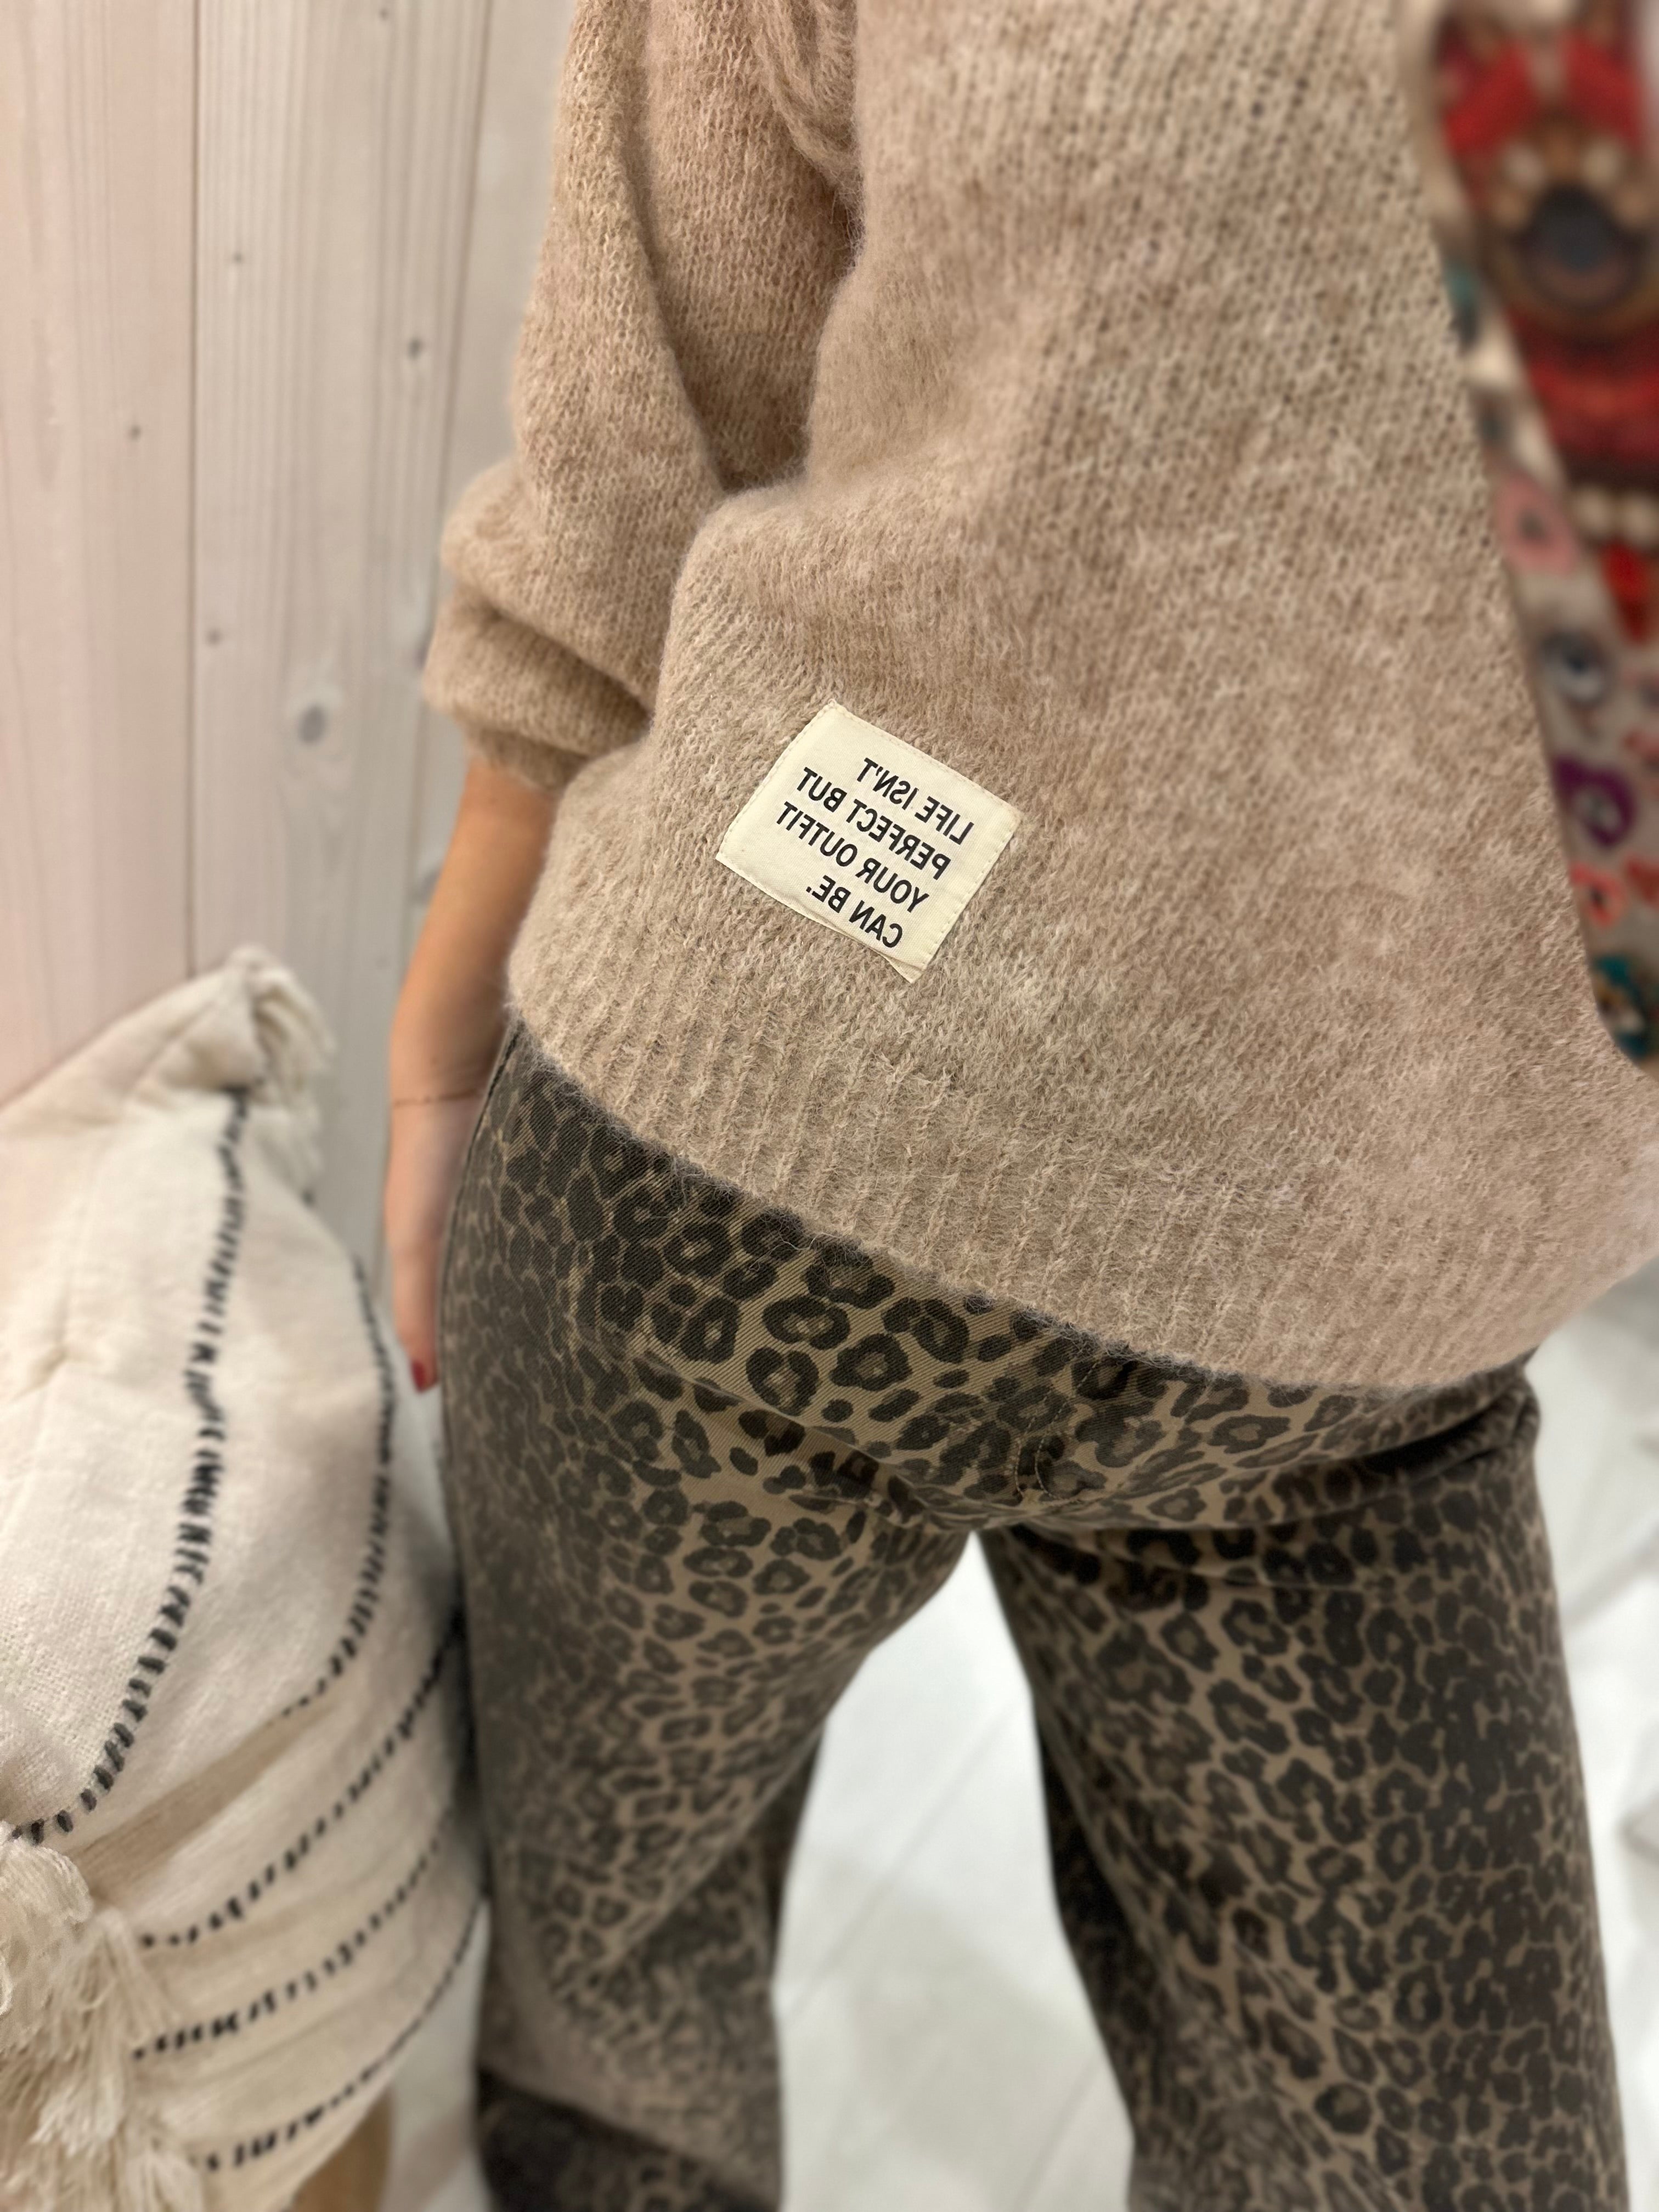 LIFE ISN'T
PERFECT BUT
YOUR OUTFIT
CAN BE.